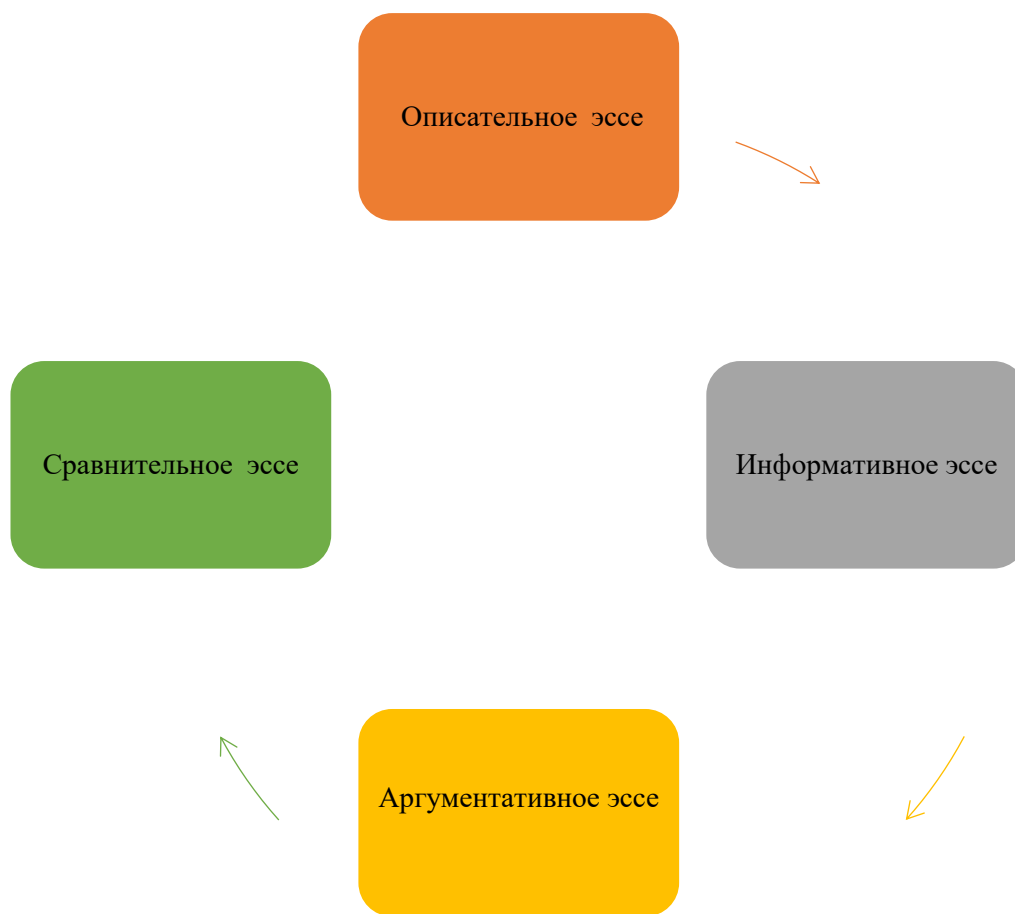 Описательное эссе
Сравнительное эссе
Информативное эссе
Аргументативное эссе